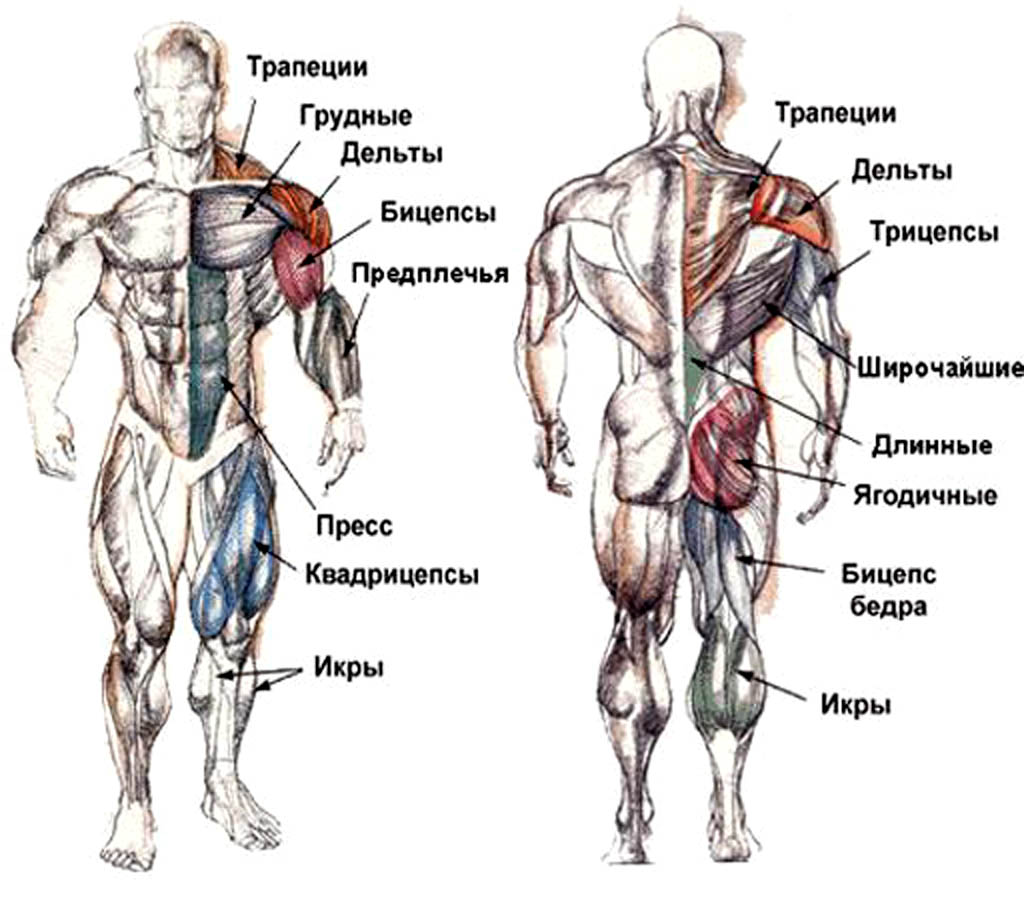 Трапеции
Грудные
Дельты
Бицепсы
Предплечья
Пресс
Квадрицепсы
Икры
Трапеции
Дельты
Трицепсы
Широчайшие
Длинные
Ягодичные
Бицепс
бедра
Икры